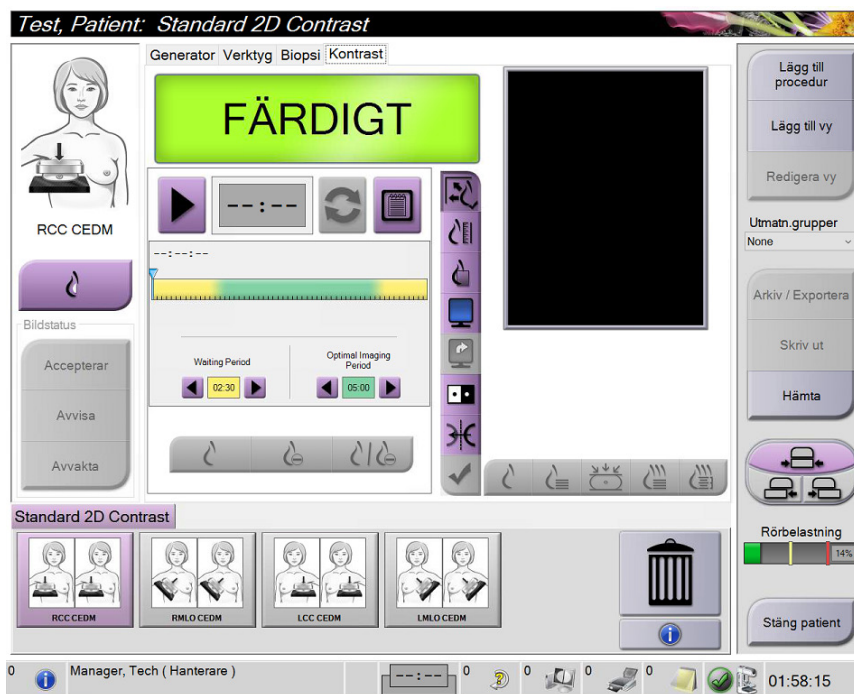 Test, Patient:  Standard 2D Contrast
Generator Verktyg Biopsi Kontrast
FÄRDIGT
--:--
RCC CEDM
--:--:--
Bildstatus
Accepterar
Avvisa
Avvakta
Waiting Period
02:30
Optimal Imaging
Period
05:00
Lägg till
procedur
Lägg till vy
Redigera vy
Utmatn.grupper
None
Arkiv / Exportera
Skriv ut
Hämta
Rörbelastning
14%
Stäng patient
Standard 2D Contrast
RCC CEDM
RMLO CEDM
LCC CEDM
LMLO CEDM
0
Manager, Tech ( Hanterare )
--:--
0
0
0
0
01:58:15